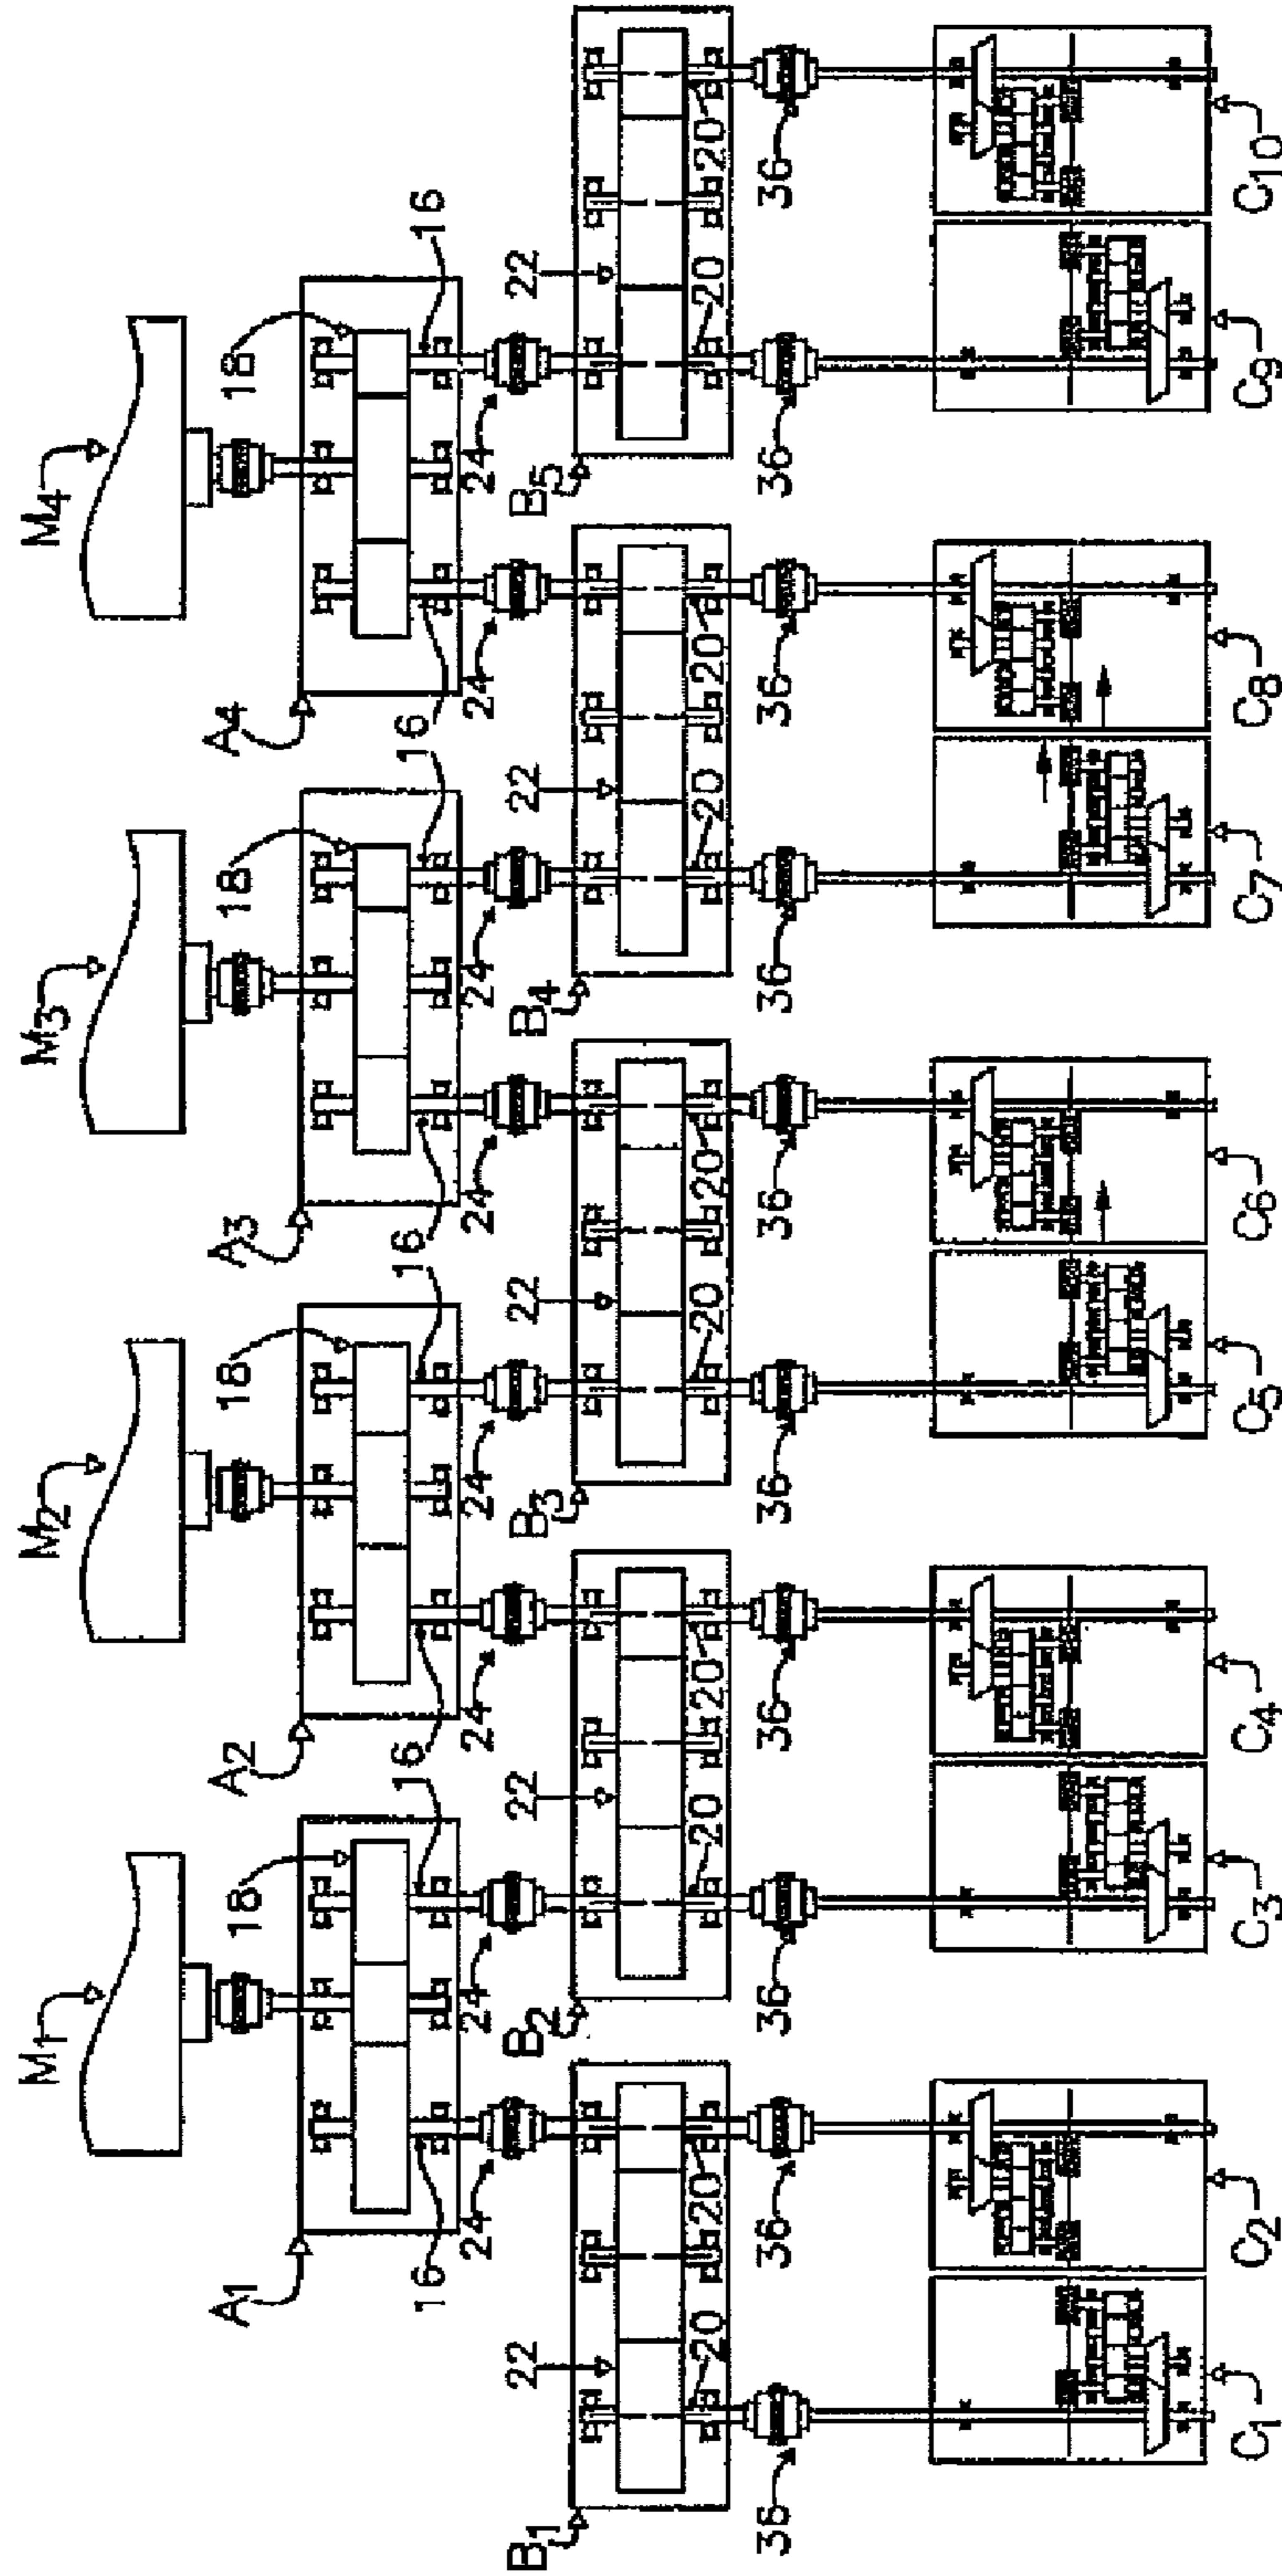 M1 M2 M3 M4
A1 18 A2 18 A3 18 A4 18
16 16 16 16 16
24 24 24 24 24 24 24 24
B1 22 B2 22 B3 22 B4 22 B5 22
20 20 20 20 20 20 20 20 20 20
36 36 36 36 36 36 36 36 36 36
C1 C2 C3 C4 C5 C6 C7 C8 C9 C10